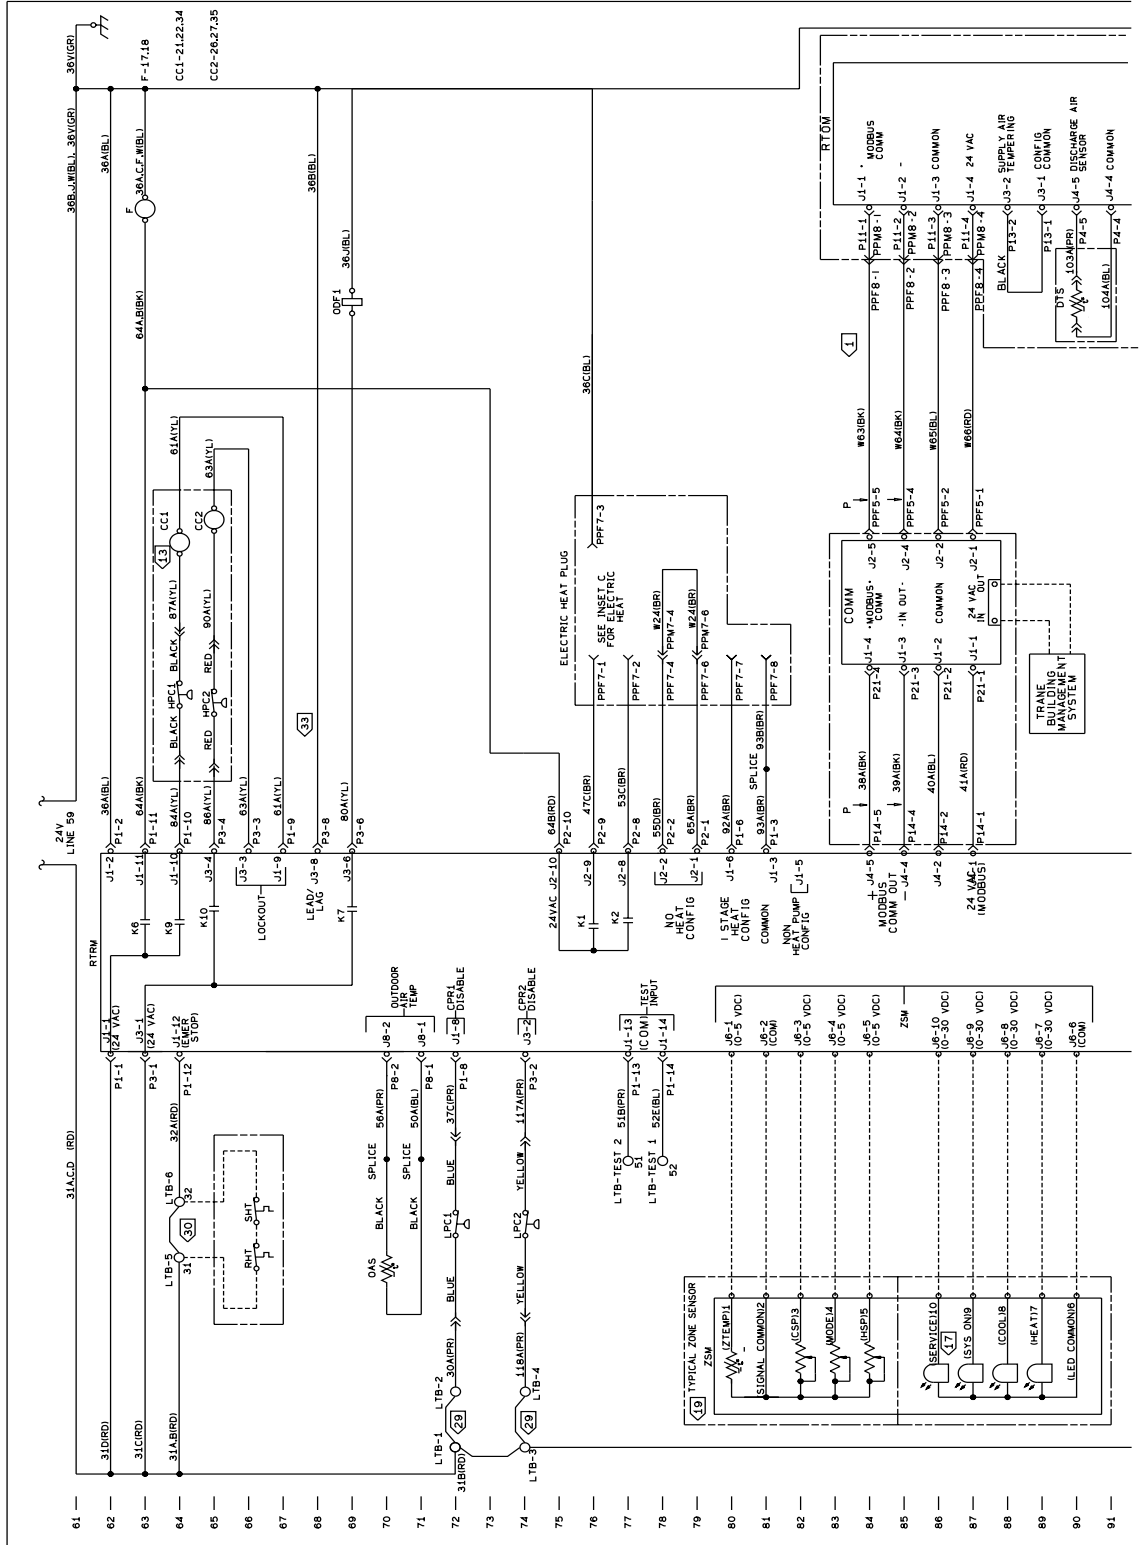 36V(GR)
36B,J,W(BL), 36V(GR)
24V
LINE 59
31A,C,D (RD)
F-17,18
CC1-21,22,34
CC2-26,27,35
36A(BL)
36A(BL)
J1-2
P1-2
J1-1
(24 VAC)
P1-1
31D(RD)
RTRM
F
36A,C,F,W(BL)
64A,B(BK)
64A(BK)
P1-11
J1-11
K6
J3-1
(24 VAC)
P3-1
31C(RD)
61A(YL)
CC1
13
87A(YL)
BLACK
HPC1
BLACK
84A(YL)
P1-10
J1-10
K9
J1-12
(EMER
STOP)
P1-12
32A(RD)
LTB-6
32
30
LTB-5
31
31A,B(RD)
63A(YL)
CC2
90A(YL)
RED
HPC2
RED
86A(YL)
P3-4
J3-4
K10
63A(YL)
P3-3
J3-3
61A(YL)
P1-9
J1-9
LOCKOUT
SHT
RHT
33
36B(BL)
P3-8
J3-8
LEAD/
LAG
36J(BL)
ODF1
80A(YL)
P3-6
J3-6
K7
OUTDOOR
AIR
TEMP
J8-2
P8-2
56A(PR)
SPLICE
BLACK
OAS
J8-1
P8-1
50A(BL)
SPLICE
BLACK
CPR1
DISABLE
J1-8
P1-8
37C(PR)
BLUE
LPC1
BLUE
30A(PR)
LTB-2
29
LTB-1
31B(RD)
CPR2
DISABLE
J3-2
P3-2
117A(PR)
YELLOW
LPC2
YELLOW
118A(PR)
LTB-4
29
LTB-3
64B(RD)
P2-10
24VAC J2-10
36C(BL)
PPF7-3
ELECTRIC HEAT PLUG
SEE INSET C
FOR ELECTRIC
HEAT
PPF7-1
47C(BR)
P2-9
J2-9
K1
PPF7-2
53C(BR)
P2-8
J2-8
K2
W24(BR)
PPM7-4
PPF7-4
55D(BR)
P2-2
J2-2
W24(BR)
PPM7-6
PPF7-6
65A(BR)
P2-1
J2-1
NO
HEAT
CONFIG
PPF7-7
92A(BR)
P1-6
J1-6
1 STAGE
HEAT
CONFIG
PPF7-8
93B(BR)
SPLICE
93A(BR)
P1-3
J1-3
COMMON
NON
HEAT PUMP
CONFIG
J1-5
TEST
INPUT
J1-13
(COM)
P1-13
51B(PR)
51
LTB-TEST 2
J1-14
P1-14
52E(BL)
52
LTB-TEST 1
RTOM
J1-1 +
MODBUS
COMM
P11-1
PPM8-1
PPF8-1
J1-2 -
P11-2
PPM8-2
PPF8-2
J1-3 COMMON
P11-3
PPM8-3
PPF8-3
J1-4 24 VAC
P11-4
PPM8-4
PPF8-4
J3-2 SUPPLY AIR
TEMPERING
P13-2
BLACK
J3-1 CONFIG
COMMON
P13-1
J4-5 DISCHARGE AIR
SENSOR
P4-5
103A(PR)
DTS
J4-4 COMMON
P4-4
104A(BL)
1
W63(BK)
W64(BK)
W65(BL)
W66(RD)
P
PPF5-5
PPF5-4
PPF5-2
PPF5-1
COMM
J2-5
J2-4
J2-2
J2-1
J1-4 + MODBUS +
COMM
J1-3 - IN OUT -
J1-2 COMMON
J1-1 24 VAC
IN OUT
P21-4
P21-3
P21-2
P21-1
TRANE
BUILDING
MANAGEMENT
SYSTEM
38A(BK)
39A(BK)
40A(BL)
41A(RD)
P
P14-5
P14-4
P14-2
P14-1
+ J4-5
MODBUS
COMM OUT
- J4-4
J4-2
24 VAC
(MODBUS)
ZSM
J6-1
(0-5 VDC)
J6-2
(COM)
J6-3
(0-5 VDC)
J6-4
(0-5 VDC)
J6-5
(0-5 VDC)
J6-10
(0-30 VDC)
J6-9
(0-30 VDC)
J6-8
(0-30 VDC)
J6-7
(0-30 VDC)
J6-6
(COM)
19
TYPICAL ZONE SENSOR
ZSM
(ZTEMP)1
(SIGNAL COMMON)2
(CSP)3
(MODE)4
(HSP)5
(SERVICE)10
17
(SYS ON)9
(COOL)8
(HEAT)7
(LED COMMON)6
61
62
63
64
65
66
67
68
69
70
71
72
73
74
75
76
77
78
79
80
81
82
83
84
85
86
87
88
89
90
91